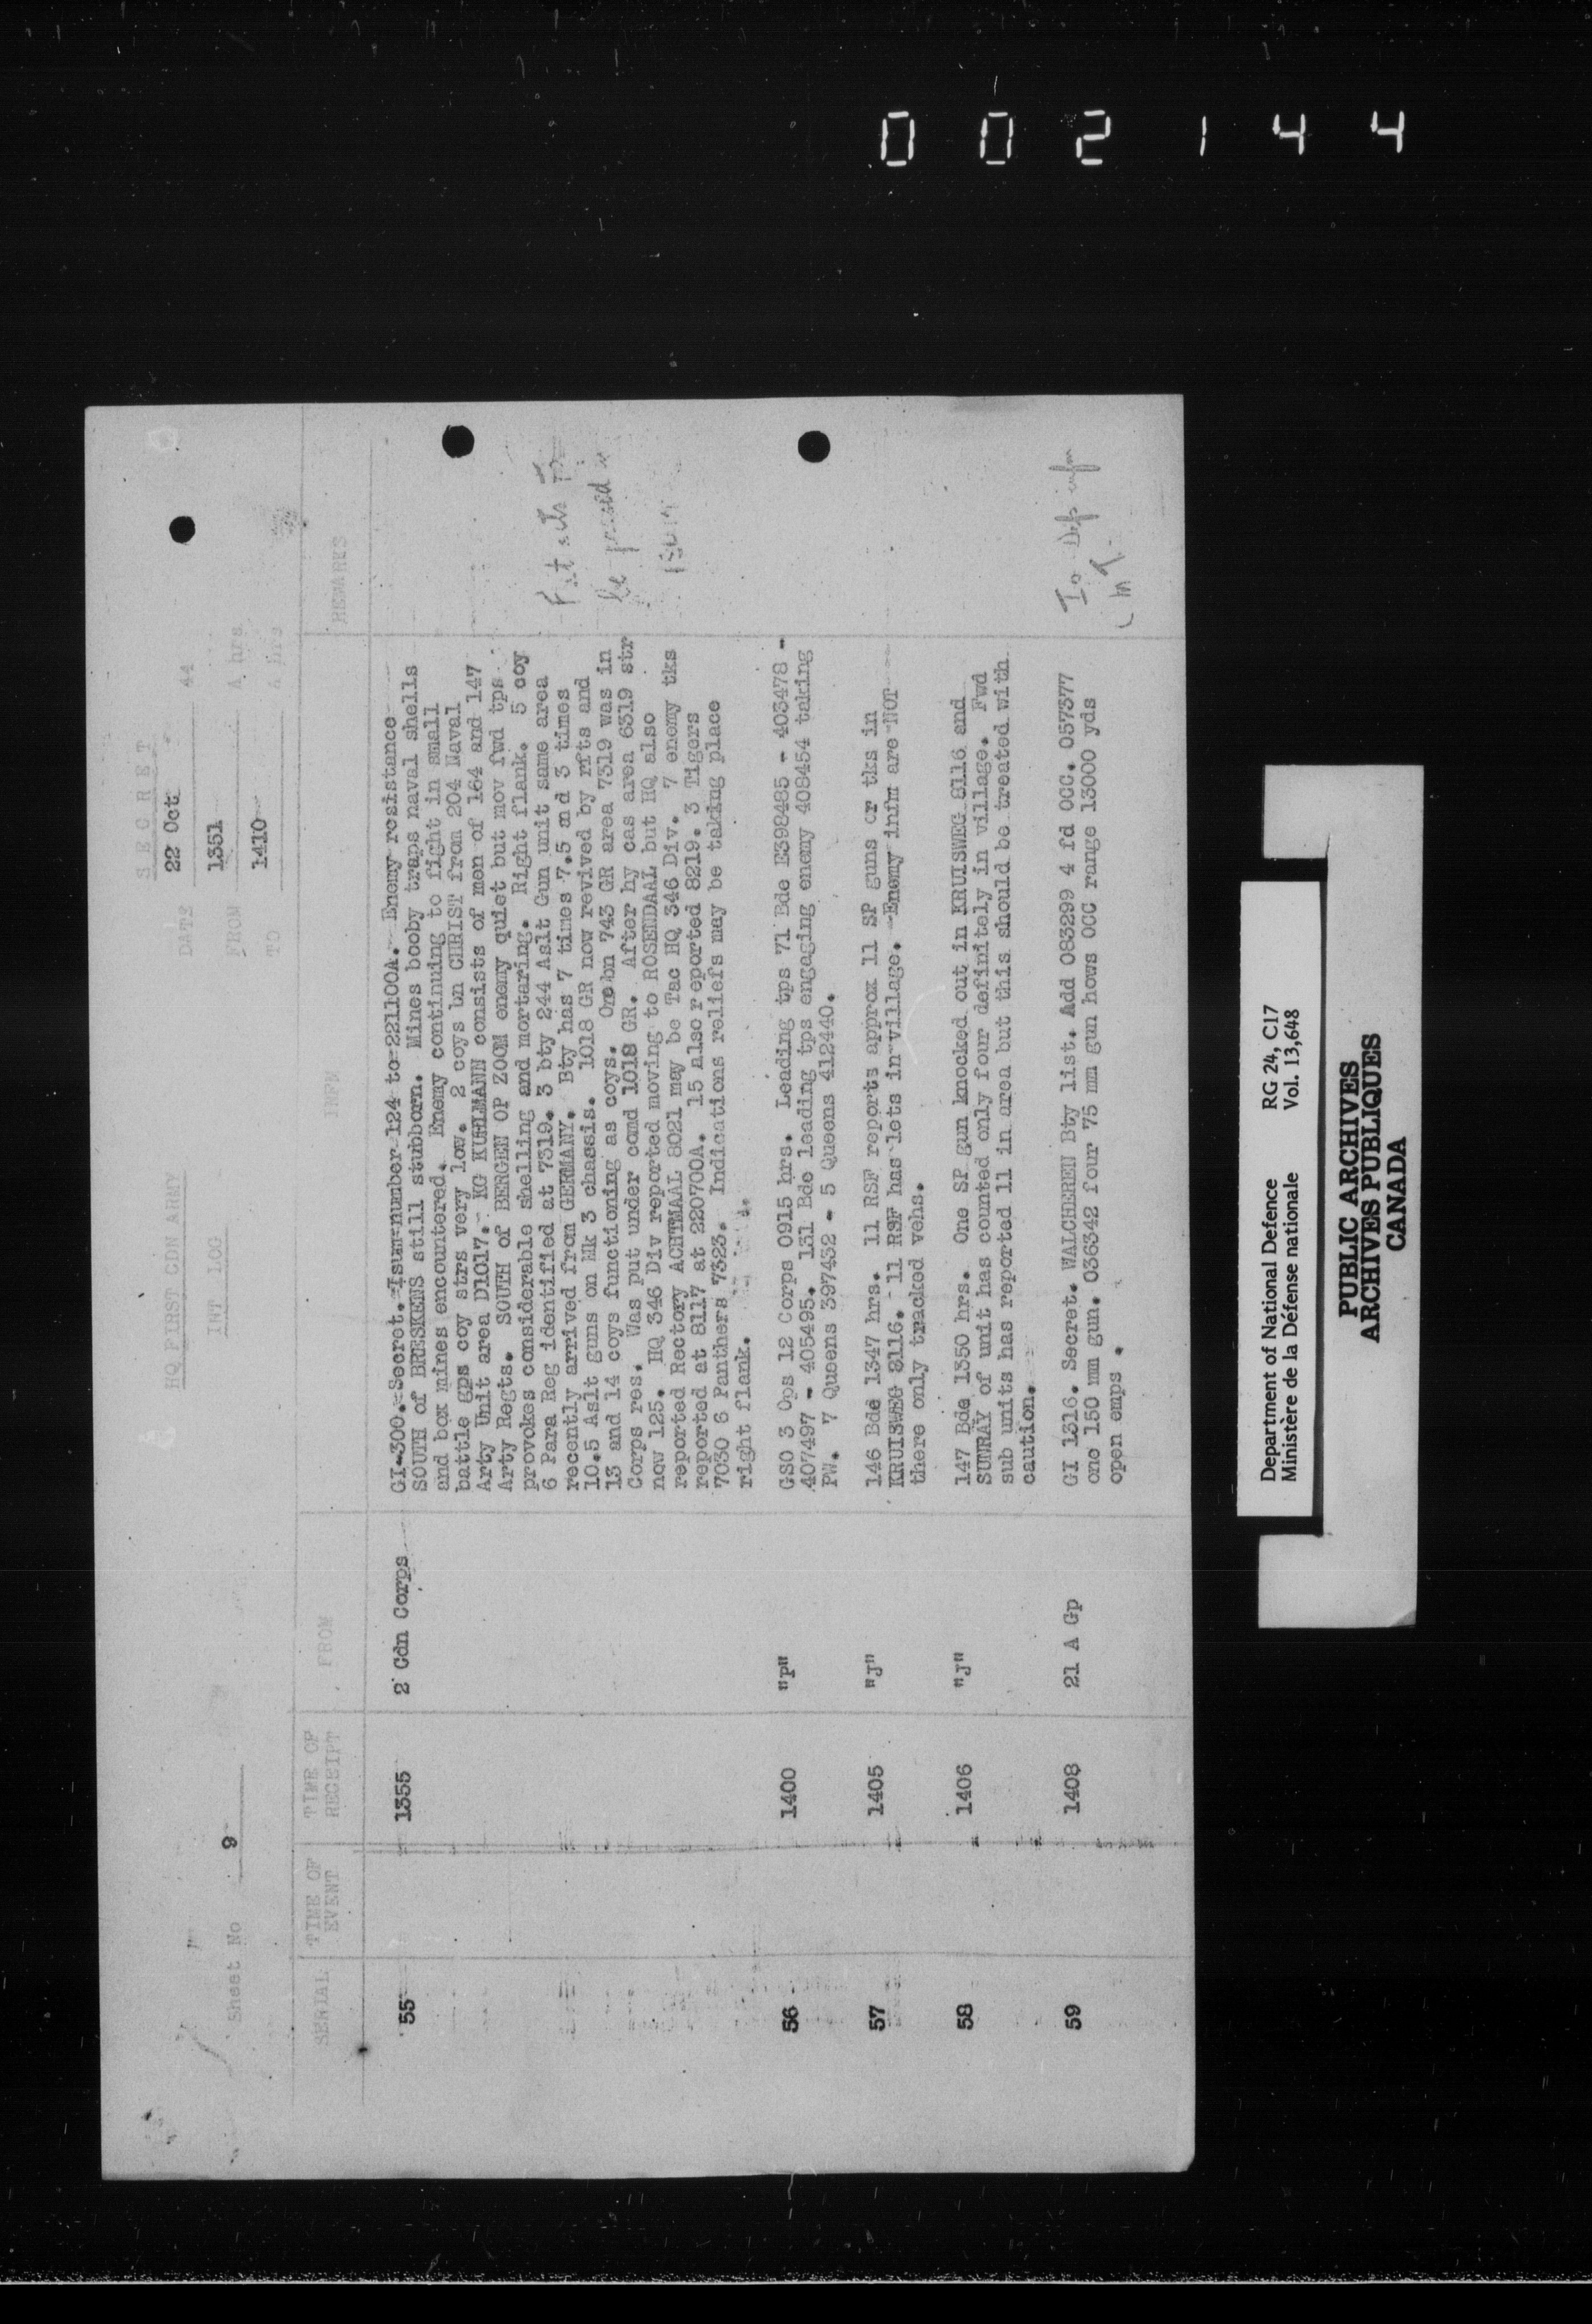 002144
SECRET
HQ FIRST CDN ARMY
DATE 22 Oct 44
INT LOG
FROM 1351 A hrs
Sheet No 9
TO 1410 A hrs
SERIAL TIME OF EVENT TIME OF RECEIPT FROM INFM REMARKS
55 1355 2 Cdn Corps GI-300. Secret. Isum number 124 to 221100A. Enemy resistance
SOUTH of BRESKENS still stubborn. Mines booby traps naval shells
and box mines encountered. Enemy continuing to fight in small
battle gps coy strs very low. 2 coys bn CHRIST from 204 Naval
Arty Unit area D1017. KG KUHLMANN consists of men of 164 and 147
Arty Regts. SOUTH of BERGEN OP ZOOM enemy quiet but mov fwd tps
provokes considerable shelling and mortaring. Right flank. 5 coy
6 Para Reg identified at 7319. 3 bty 244 Aslt Gun unit same area
recently arrived from GERMANY. Bty has 7 times 7.5 m d 3 times
10.5 Aslt guns on Mk 3 chassis. 1018 GR now revived by rfts and
13 and 14 coys functioning as coys. One bn 743 GR area 7319 was in
Corps res. Was put under comd 1018 GR. After hy cas area 6319 str
now 125. HQ 346 Div reported moving to ROSENDAAL but HQ also
reported Rectory ACHTMAAL 8021 may be Tac HQ 346 Div. 7 enemy tks
reported at 8117 at 220700A. 15 also reported 8219. 3 Tigers
7030 6 Panthers 7323. Indications reliefs may be taking place
right flank.
be passed
56 1400 "P" GSO 3 Ops 12 Corps 0915 hrs. Leading tps 71 Bde E398485 - 403478 -
407497 - 405495. 131 Bde leading tps engaging enemy 408454 taking
PW. 7 Queens 397432 - 5 Queens 412440.
57 1405 "J" 146 Bde 1347 hrs. 11 RSF reports approx 11 SP guns or tks in
KRUISWEG 8116. 11 RSF has lets in village. Enemy infm are NOT
there only tracked vehs.
58 1406 "J" 147 Bde 1350 hrs. One SP gun knocked out in KRUISWEG 8116 and
SUNRAY of unit has counted only four definitely in village. Fwd
sub units has reported 11 in area but this should be treated with
caution.
59 1408 21 A Gp GI 1316. Secret. WALCHEREN Bty list. Add 083299 4 fd OCC. 057377
one 150 mm gun. 036342 four 75 mm gun hows OCC range 13000 yds
open emps .
Department of National Defence RG 24, C17
Ministère de la Défense nationale Vol. 13,648
PUBLIC ARCHIVES
ARCHIVES PUBLIQUES
CANADA